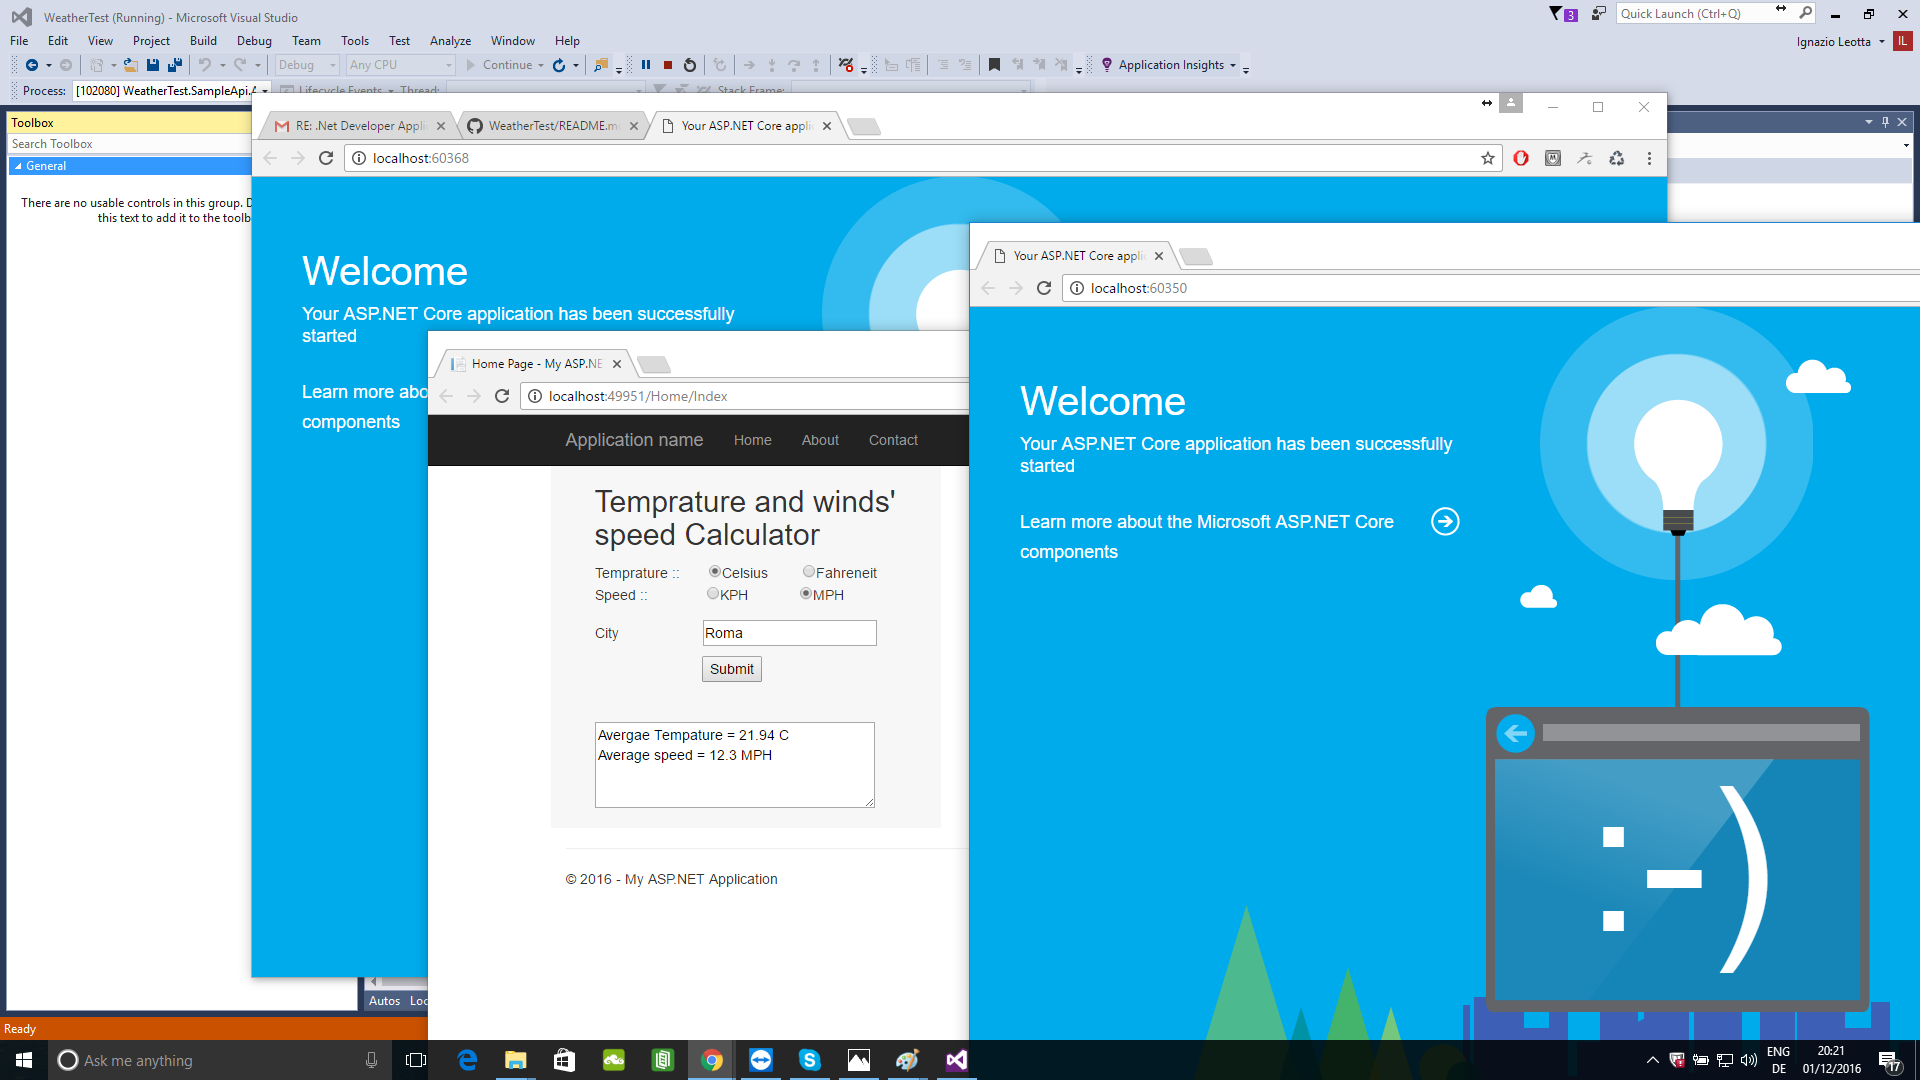 WeatherTest (Running) - Microsoft Visual Studio
3
Quick Launch (Ctrl+Q)
File Edit View Project Build Debug Team Tools Test Analyze Window Help
Ignazio Leotta IL
Debug Any CPU Continue Application Insights
Process: [102080] WeatherTest.SampleApi.A Lifecycle Events Thread: Stack Frame:
Toolbox
Search Toolbox
General
There are no usable controls in this group. D
this text to add it to the toolb
RE: .Net Developer Appli WeatherTest/README.m Your ASP.NET Core appli
localhost:60368
Welcome
Your ASP.NET Core application has been successfully
started
Learn more abo
components
Home Page - My ASP.NE
localhost:49951/Home/Index
Application name Home About Contact
Temprature and winds'
speed Calculator
Temprature :: Celsius Fahreneit
Speed :: KPH MPH
City Roma
Submit
Avergae Tempature = 21.94 C
Average speed = 12.3 MPH
© 2016 - My ASP.NET Application
Your ASP.NET Core appli
localhost:60350
Welcome
Your ASP.NET Core application has been successfully
started
Learn more about the Microsoft ASP.NET Core
components
:-)
Autos Loc
Ready
Ask me anything
ENG
DE
20:21
01/12/2016
17